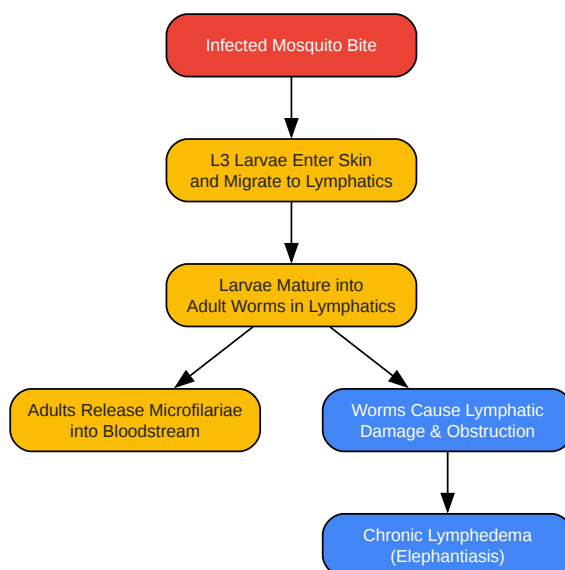 Infected Mosquito Bite
L3 Larvae Enter Skin
and Migrate to Lymphatics
Larvae Mature into
Adult Worms in Lymphatics
Adults Release Microfilariae
into Bloodstream
Worms Cause Lymphatic
Damage & Obstruction
Chronic Lymphedema
(Elephantiasis)